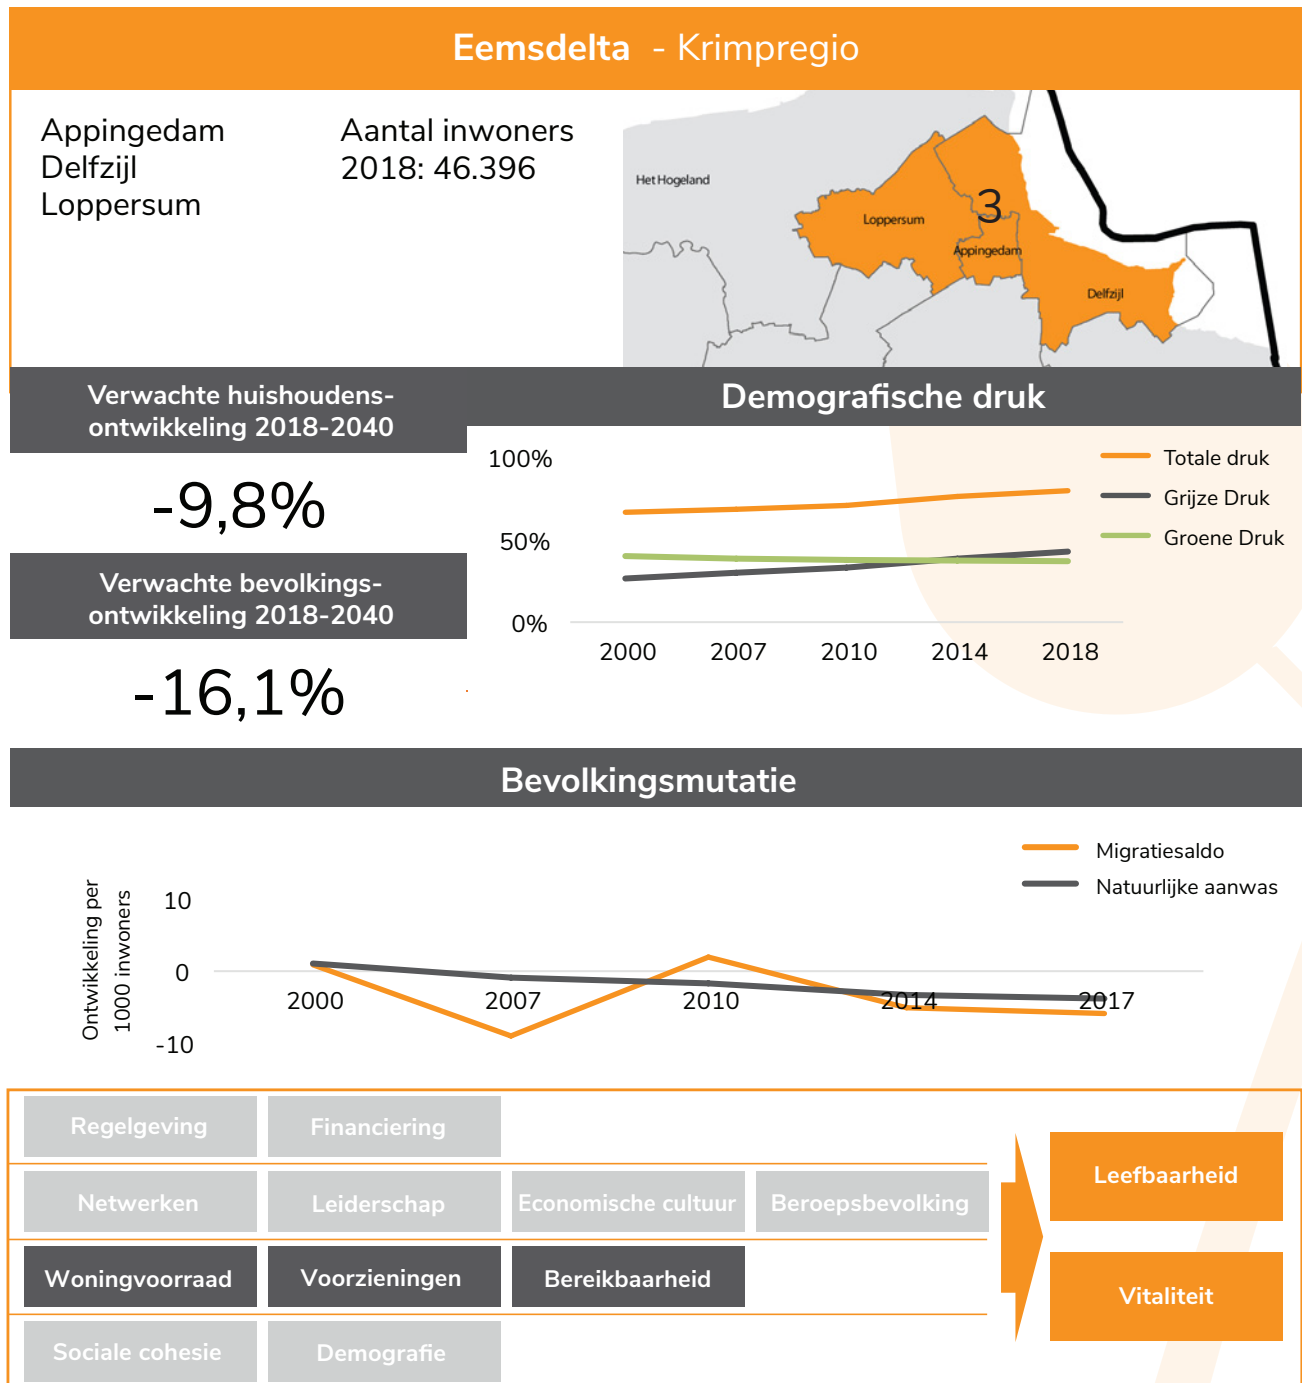 Eemsdelta - Krimpregio
Appingedam
Delfzijl
Loppersum
Aantal inwoners
2018: 46.396
Het Hogeland
Loppersum
3
Appingedam
Delfzijl
Verwachte huishoudens-
ontwikkeling 2018-2040
-9,8%
Verwachte bevolkings-
ontwikkeling 2018-2040
-16,1%
Demografische druk
100%
50%
0%
2000 2007 2010 2014 2018
Totale druk
Grijze Druk
Groene Druk
Bevolkingsmutatie
Migratiesaldo
Natuurlijke aanwas
Ontwikkeling per
1000 inwoners
10
0
-10
2000 2007 2010 2014 2017
Regelgeving Financiering
Netwerken Leiderschap Economische cultuur Beroepsbevolking
Woningvoorraad Voorzieningen Bereikbaarheid
Sociale cohesie Demografie
Leefbaarheid
Vitaliteit